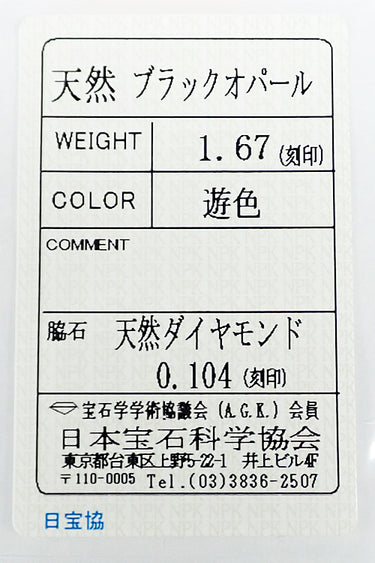 天然 ブラックオパール
WEIGHT 1.67(刻印)
COLOR 遊色
COMMENT
脇石 天然ダイヤモンド
0.104 (刻印)
宝石学学術協議会 (A.G.K.) 会員
日本宝石科学協会
東京都台東区上野5-22-1 井上ビル4F
〒110-0005 Tel.(03)3836-2507
日宝協